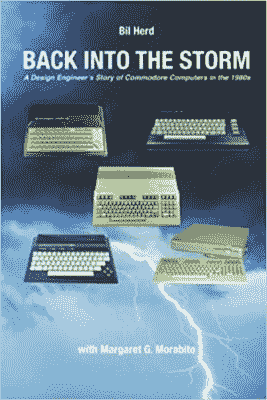 Bil Herd
BACK INTO THE STORM
A Design Engineer's Story of Commodore Computers in the 1980s
with Margaret G. Morabito